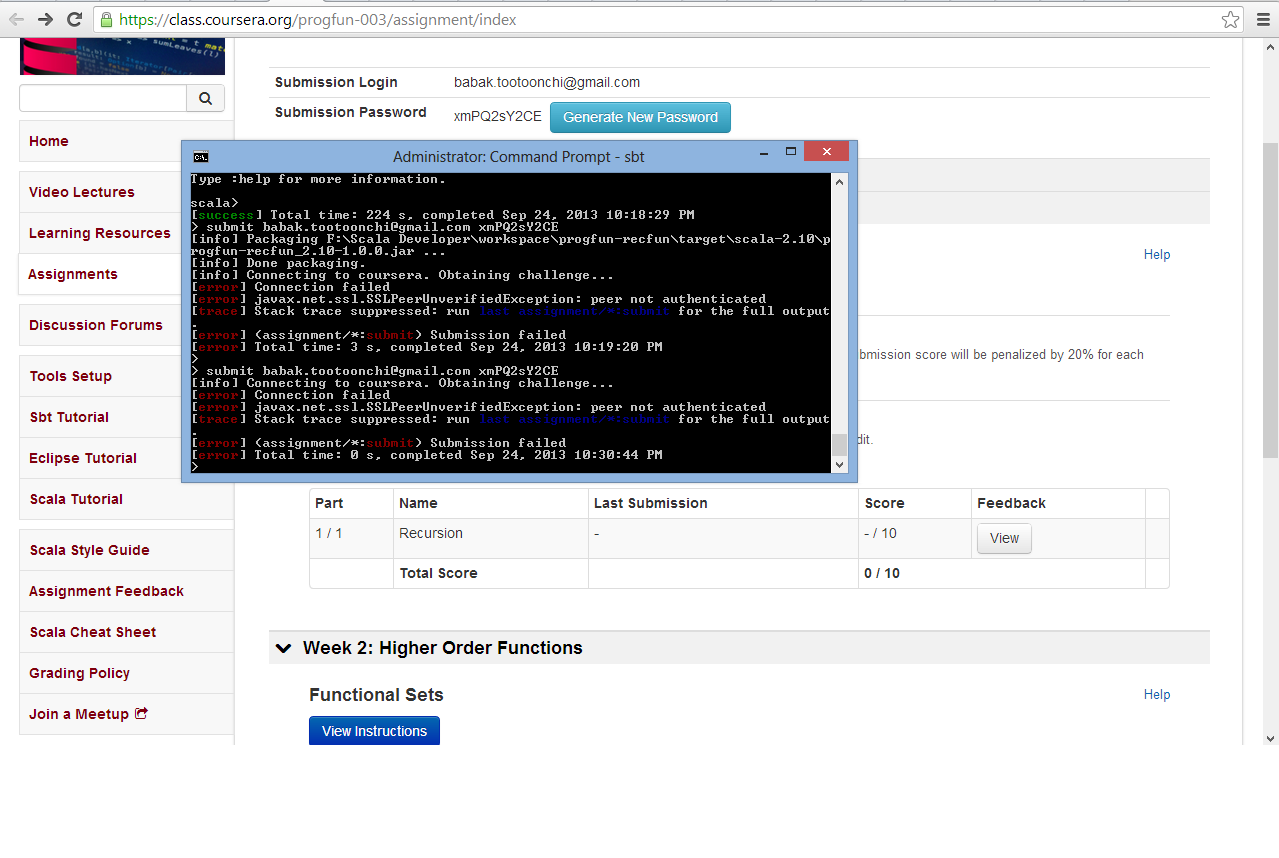 https://class.coursera.org/progfun-003/assignment/index
sumLeaves(l)
Submission Login babak.tootoonchi@gmail.com
Submission Password xmPQ2sY2CE Generate New Password
Home
Video Lectures
Learning Resources
Assignments
Discussion Forums
Tools Setup
Sbt Tutorial
Eclipse Tutorial
Scala Tutorial
Scala Style Guide
Assignment Feedback
Scala Cheat Sheet
Grading Policy
Join a Meetup
Administrator: Command Prompt - sbt
Type :help for more information.
scala>
[success] Total time: 224 s, completed Sep 24, 2013 10:18:29 PM
> submit babak.tootoonchi@gmail.com xmPQ2sY2CE
[info] Packaging F:\Scala Developer\workspace\progfun-recfun\target\scala-2.10\p
rogfun-recfun_2.10-1.0.0.jar ...
[info] Done packaging.
[info] Connecting to coursera. Obtaining challenge...
[error] Connection failed
[error] javax.net.ssl.SSLPeerUnverifiedException: peer not authenticated
[trace] Stack trace suppressed: run last assignment/*:submit for the full output
.
[error] (assignment/*:submit) Submission failed
[error] Total time: 3 s, completed Sep 24, 2013 10:19:20 PM
>
> submit babak.tootoonchi@gmail.com xmPQ2sY2CE
[info] Connecting to coursera. Obtaining challenge...
[error] Connection failed
[error] javax.net.ssl.SSLPeerUnverifiedException: peer not authenticated
[trace] Stack trace suppressed: run last assignment/*:submit for the full output
.
[error] (assignment/*:submit) Submission failed
[error] Total time: 0 s, completed Sep 24, 2013 10:30:44 PM
>
Help
bmission score will be penalized by 20% for each
dit.
Part Name Last Submission Score Feedback
1 / 1 Recursion - - / 10 View
Total Score 0 / 10
Week 2: Higher Order Functions
Functional Sets Help
View Instructions